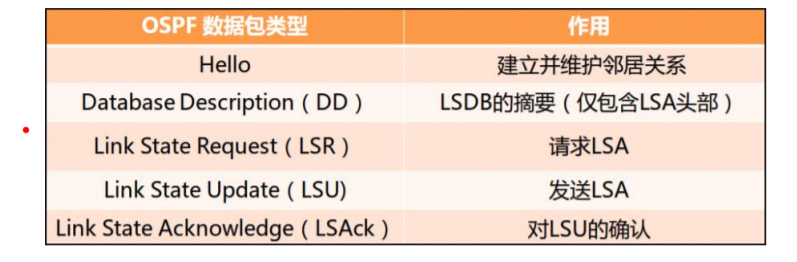 OSPF 数据包类型 作用
Hello 建立并维护邻居关系
Database Description（DD） LSDB的摘要（仅包含LSA头部）
Link State Request（LSR） 请求LSA
Link State Update（LSU) 发送LSA
Link State Acknowledge（LSAck） 对LSU的确认